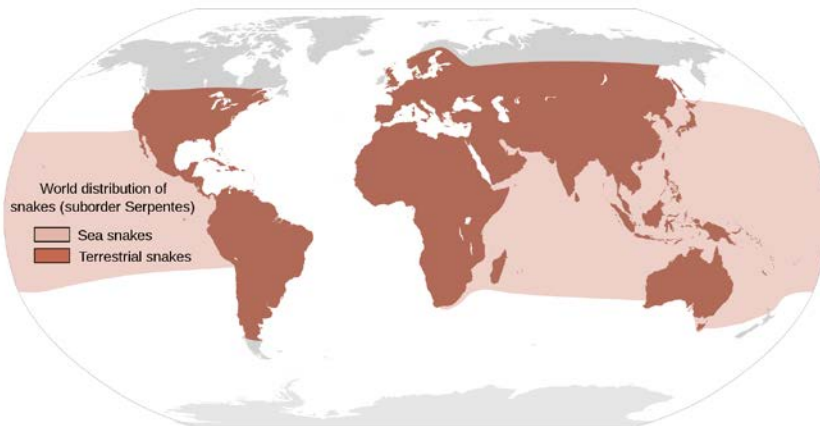 World distribution of
snakes (suborder Serpentes)
Sea snakes
Terrestrial snakes